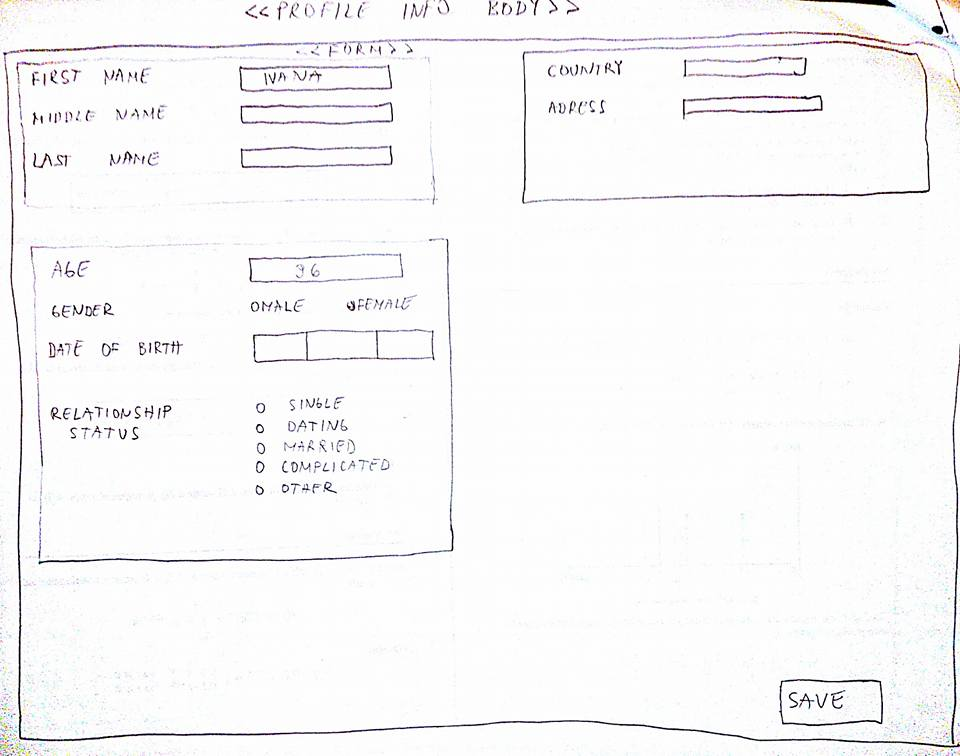 <<PROFILE INFO BODY>>
<<FORM>>
FIRST NAME IVANA
MIDDLE NAME
LAST NAME
COUNTRY
ADRESS
AGE 96
GENDER OMALE FEMALE
DATE OF BIRTH
RELATIONSHIP
STATUS
SINGLE
DATING
MARRIED
COMPLICATED
OTHER
SAVE